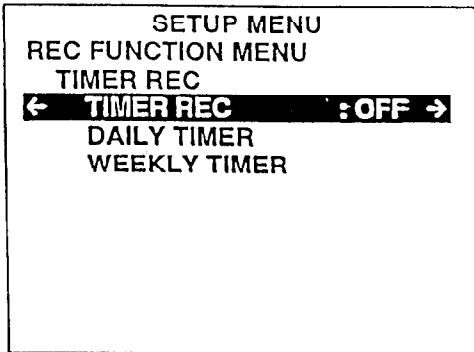 SETUP MENU
REC FUNCTION MENU
TIMER REC
← TIMER REC :OFF →
DAILY TIMER
WEEKLY TIMER